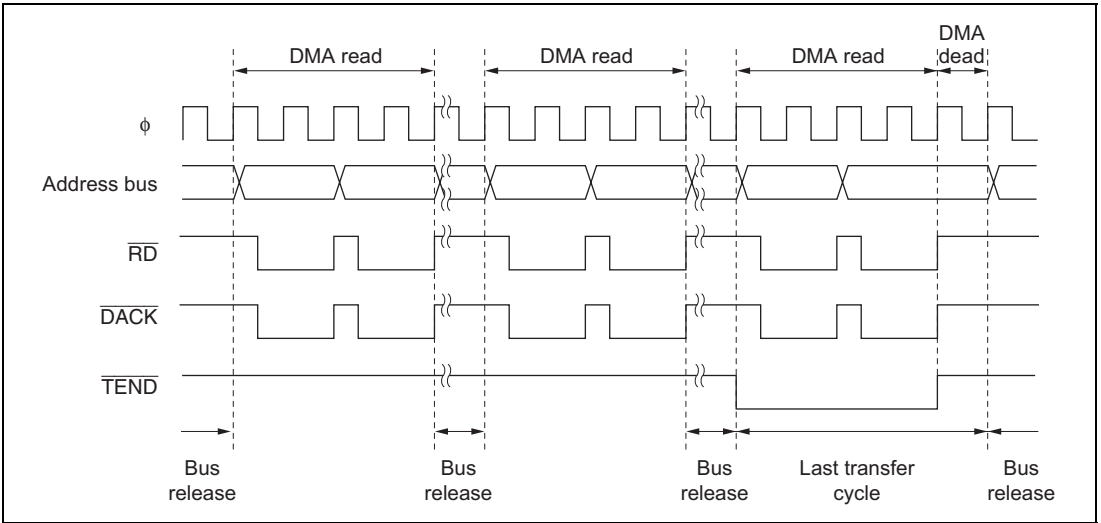 DMA read
DMA read
DMA read
DMA
dead
ϕ
Address bus
RD
DACK
TEND
Bus
release
Bus
release
Bus
release
Last transfer
cycle
Bus
release